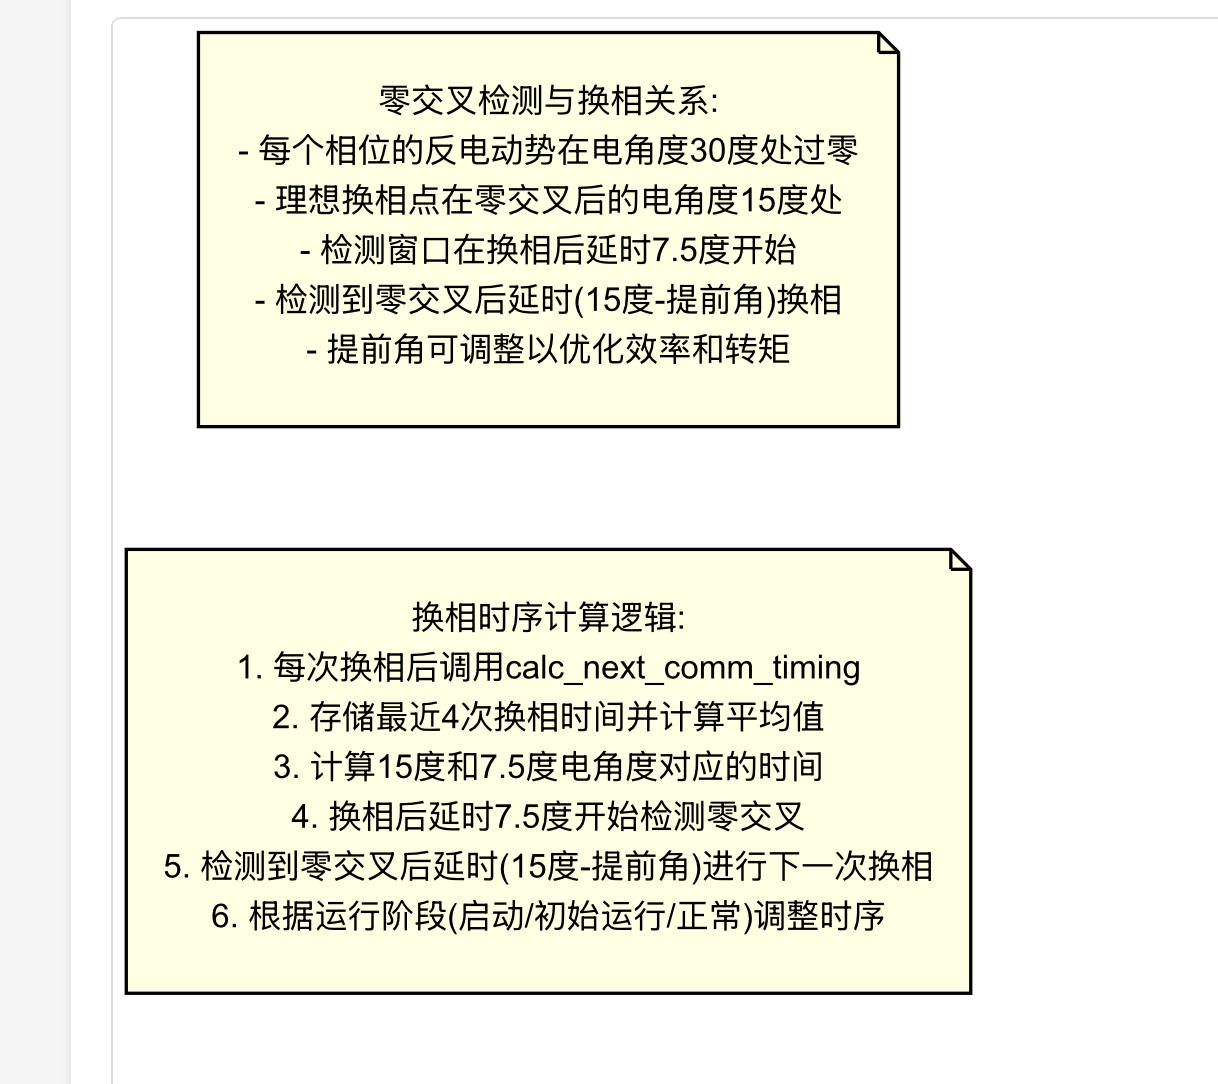 零交叉检测与换相关系:
- 每个相位的反电动势在电角度30度处过零
- 理想换相点在零交叉后的电角度15度处
- 检测窗口在换相后延时7.5度开始
- 检测到零交叉后延时(15度-提前角)换相
- 提前角可调整以优化效率和转矩
换相时序计算逻辑:
1. 每次换相后调用calc_next_comm_timing
2. 存储最近4次换相时间并计算平均值
3. 计算15度和7.5度电角度对应的时间
4. 换相后延时7.5度开始检测零交叉
5. 检测到零交叉后延时(15度-提前角)进行下一次换相
6. 根据运行阶段(启动/初始运行/正常)调整时序